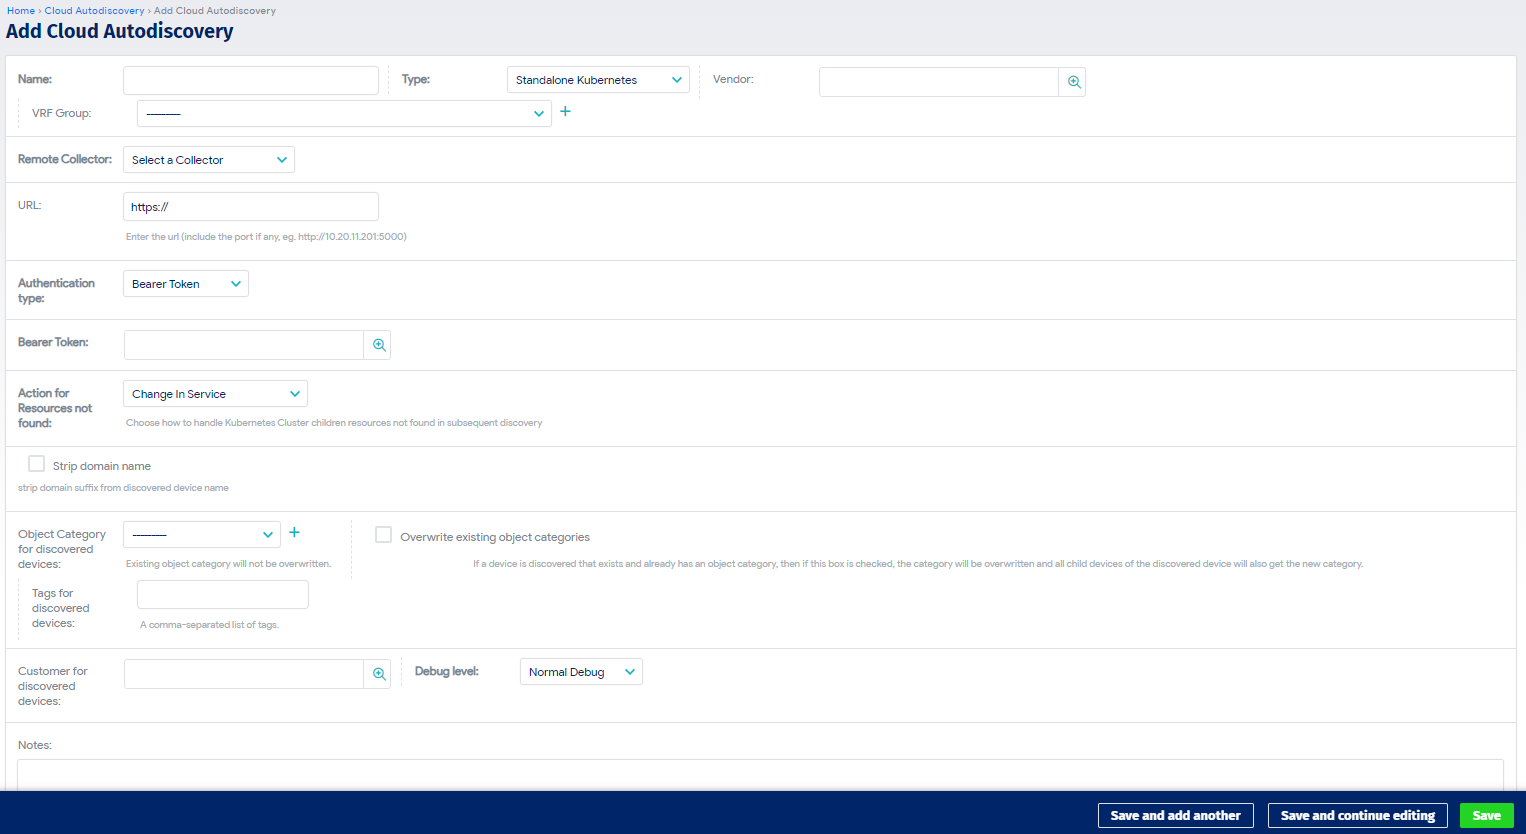 Home › Cloud Autodiscovery › Add Cloud Autodiscovery
Add Cloud Autodiscovery
Name:
Type:
Standalone Kubernetes
Vendor:
VRF Group:
---------
Remote Collector:
Select a Collector
URL:
https://
Enter the url (include the port if any, eg. http://10.20.11.201:5000)
Authentication
type:
Bearer Token
Bearer Token:
Action for
Resources not
found:
Change In Service
Choose how to handle Kubernetes Cluster children resources not found in subsequent discovery
Strip domain name
strip domain suffix from discovered device name
Object Category
for discovered
devices:
---------
Existing object category will not be overwritten.
Overwrite existing object categories
If a device is discovered that exists and already has an object category, then if this box is checked, the category will be overwritten and all child devices of the discovered device will also get the new category.
Tags for
discovered
devices:
A comma-separated list of tags.
Customer for
discovered
devices:
Debug level:
Normal Debug
Notes:
Save and add another
Save and continue editing
Save